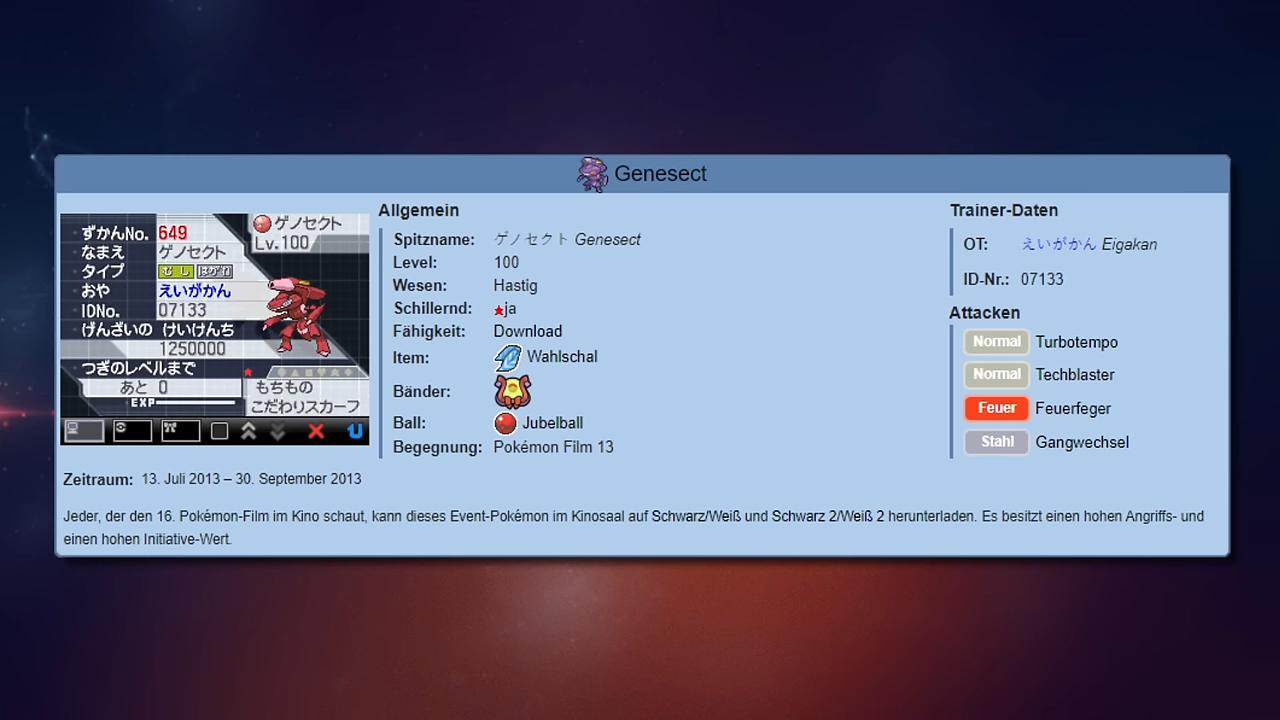 Genesect
ずかんNo. 649
なまえ ゲノセクト
タイプ むし はがね
おや えいがかん
IDNo. 07133
げんざいの けいけんち
1250000
つぎのレベルまで
あと 0
EXP
ゲノセクト
Lv.100
もちもの
こだわりスカーフ
Allgemein
Spitzname: ゲノセクト Genesect
Level: 100
Wesen: Hastig
Schillernd: ★ja
Fähigkeit: Download
Item: Wahlschal
Bänder:
Ball: Jubelball
Begegnung: Pokémon Film 13
Trainer-Daten
OT: えいがかん Eigakan
ID-Nr.: 07133
Attacken
Normal Turbotempo
Normal Techblaster
Feuer Feuerfeger
Stahl Gangwechsel
Zeitraum: 13. Juli 2013 – 30. September 2013
Jeder, der den 16. Pokémon-Film im Kino schaut, kann dieses Event-Pokémon im Kinosaal auf Schwarz/Weiß und Schwarz 2/Weiß 2 herunterladen. Es besitzt einen hohen Angriffs- und
einen hohen Initiative-Wert.